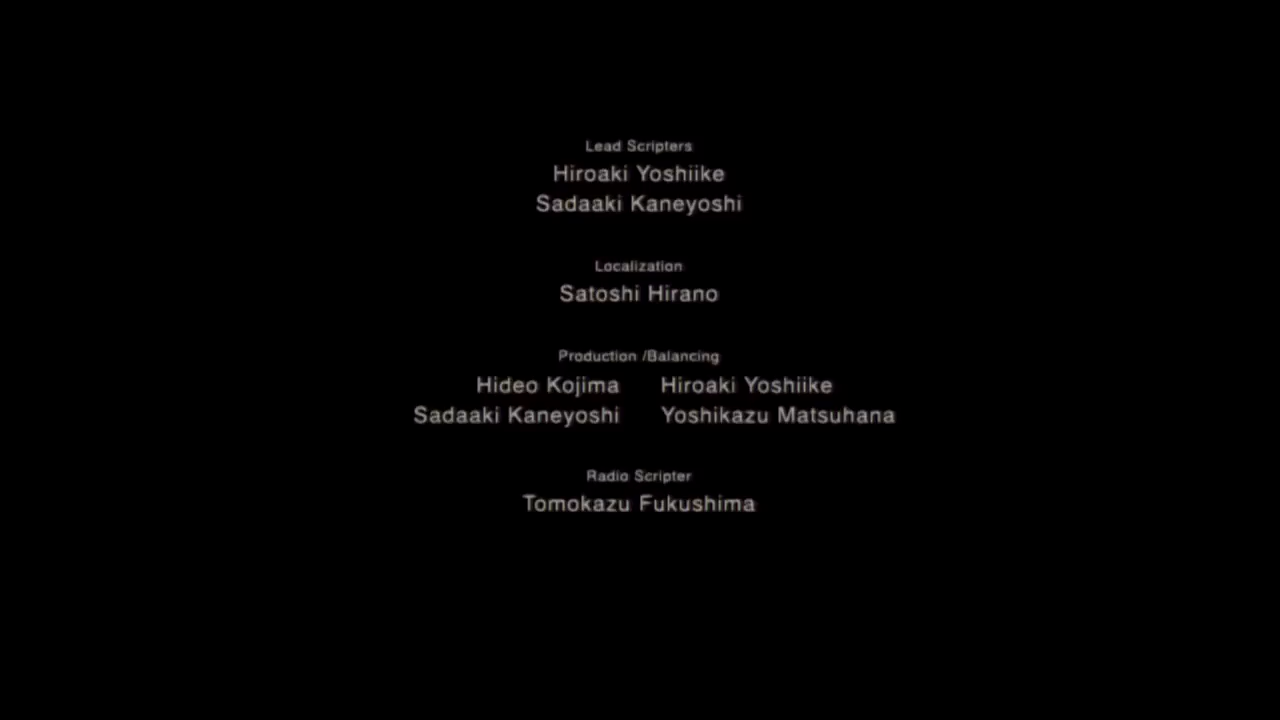 Lead Scripters
Hiroaki Yoshiike
Sadaaki Kaneyoshi
Localization
Satoshi Hirano
Production /Balancing
Hideo Kojima Hiroaki Yoshiike
Sadaaki Kaneyoshi Yoshikazu Matsuhana
Radio Scripter
Tomokazu Fukushima